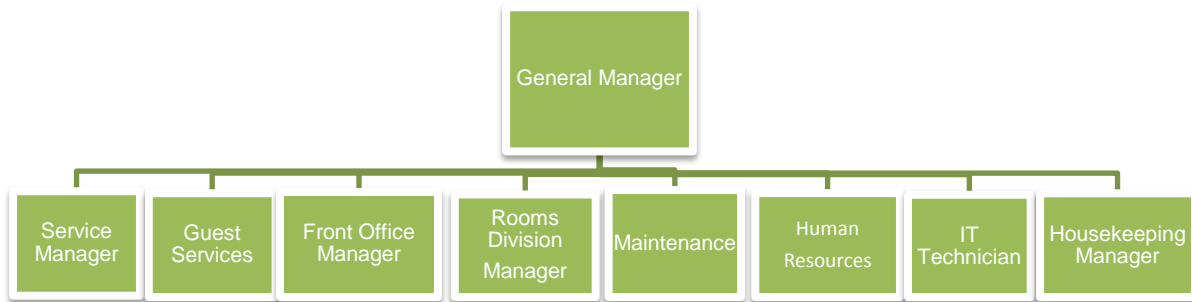 General Manager
Service
Manager
Guest
Services
Front Office
Manager
Rooms
Division
Manager
Maintenance
Human
Resources
IT
Technician
Housekeeping
Manager